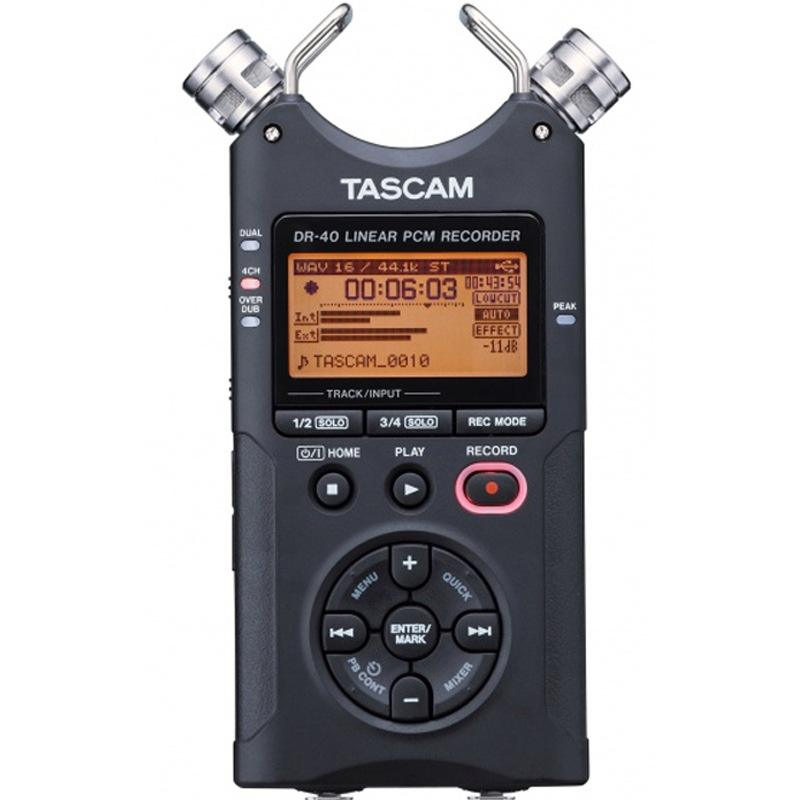 TASCAM
DR-40 LINEAR PCM RECORDER
WAV 16 / 44.1k ST
00:06:03 00:43:54
LOWCUT
Int AUTO
Ext EFFECT
-11dB
TASCAM_0010
DUAL
4CH
OVER
DUB
PEAK
TRACK/INPUT
1/2 SOLO 3/4 SOLO REC MODE
HOME PLAY RECORD
+
MENU QUICK
ENTER/
MARK
PB CONT MIXER
-